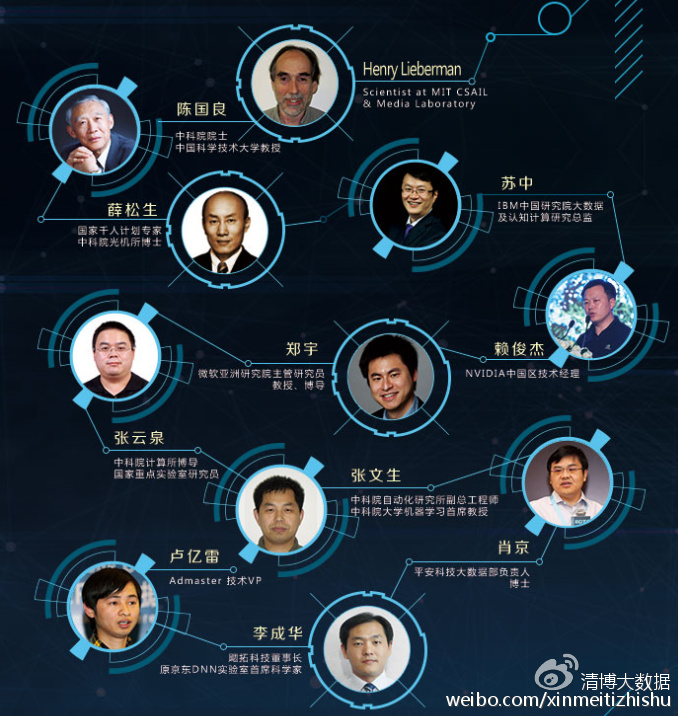 Henry Lieberman
Scientist at MIT CSAIL
& Media Laboratory
陈国良
中科院院士
中国科学技术大学教授
苏中
IBM中国研究院大数据
及认知计算研究总监
薛松生
国家千人计划专家
中科院光机所博士
郑宇
微软亚洲研究院主管研究员
教授、博导
赖俊杰
NVIDIA中国区技术经理
张云泉
中科院计算所博导
国家重点实验室研究员
张文生
中科院自动化研究所副总工程师
中科院大学机器学习首席教授
肖京
平安科技大数据部负责人
博士
卢亿雷
Admaster 技术VP
李成华
飔拓科技董事长
原京东DNN实验室首席科学家
清博大数据
weibo.com/xinmeitizhishu